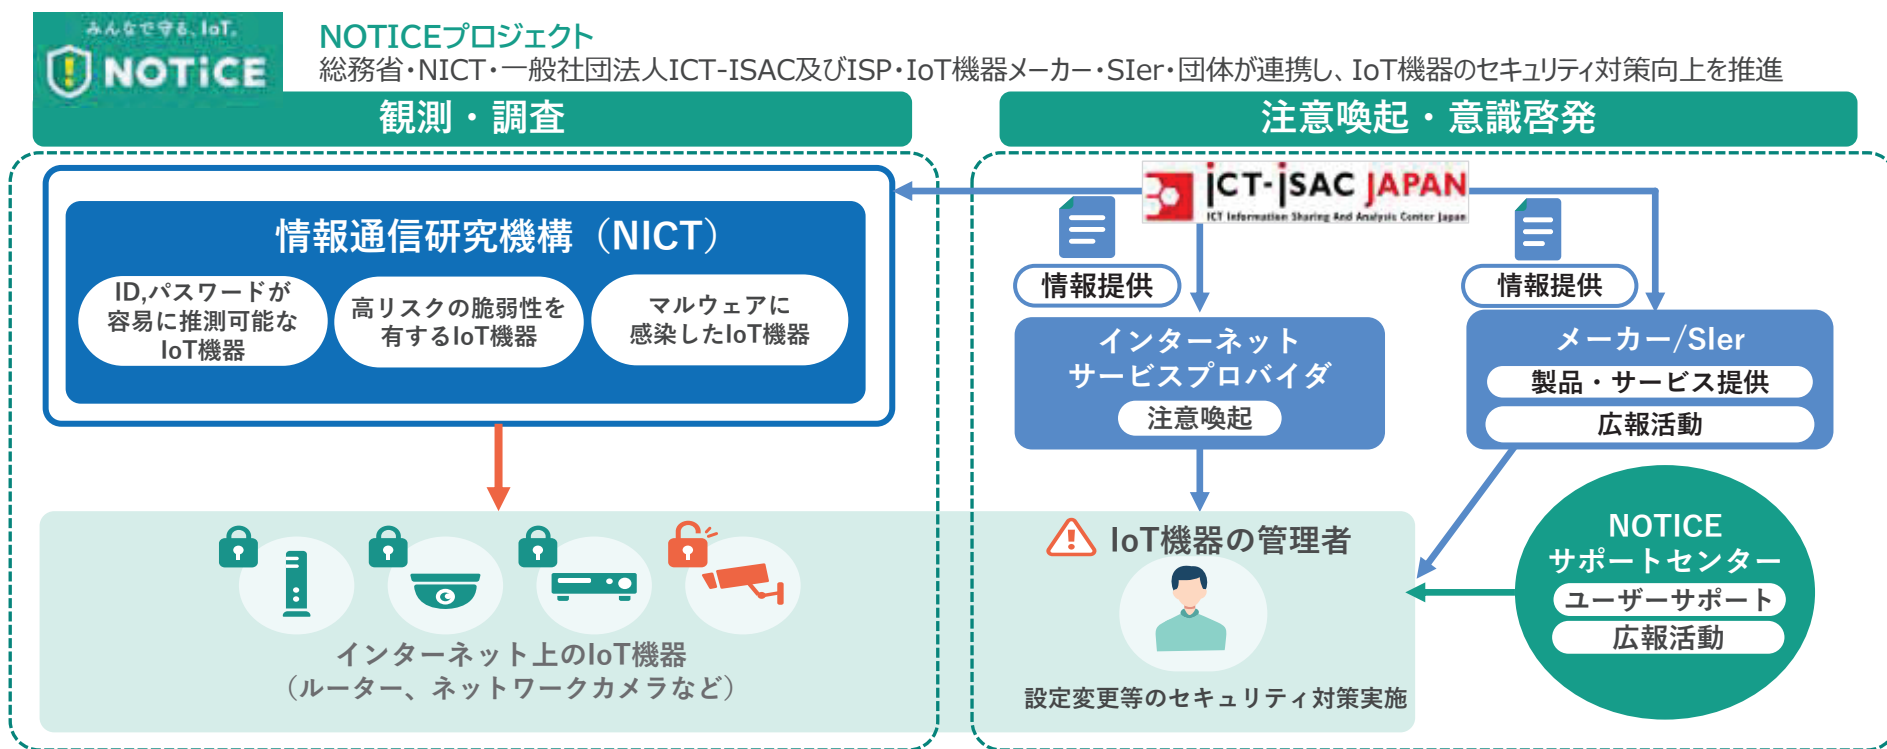 みんなで守る、IoT。
NOTICE
NOTICEプロジェクト
総務省・NICT・一般社団法人ICT-ISAC及びISP・IoT機器メーカー・SIer・団体が連携し、IoT機器のセキュリティ対策向上を推進
観測・調査
情報通信研究機構（NICT）
ID,パスワードが
容易に推測可能な
IoT機器
高リスクの脆弱性を
有するIoT機器
マルウェアに
感染したIoT機器
インターネット上のIoT機器
（ルーター、ネットワークカメラなど）
注意喚起・意識啓発
ICT-ISAC JAPAN
ICT Information Sharing And Analysis Center Japan
情報提供
情報提供
インターネット
サービスプロバイダ
注意喚起
メーカー/SIer
製品・サービス提供
広報活動
IoT機器の管理者
設定変更等のセキュリティ対策実施
NOTICE
サポートセンター
ユーザーサポート
広報活動